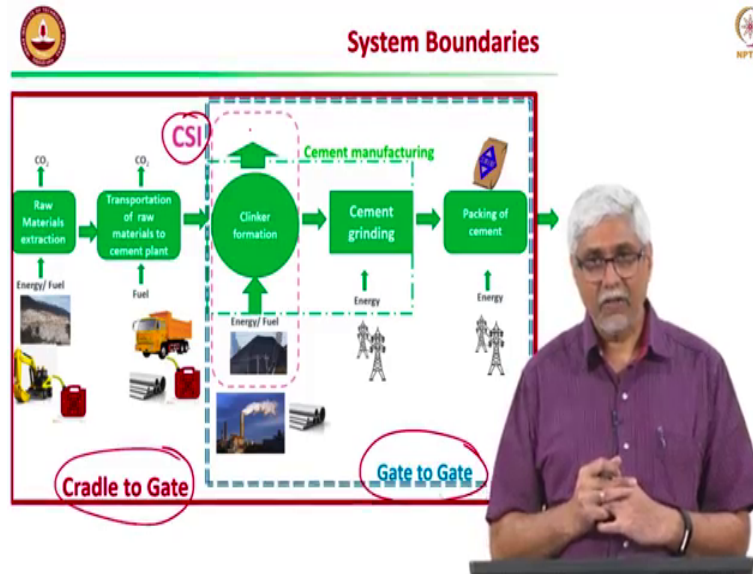 System Boundaries
NPT
CSI
Cement manufacturing
CO₂
CO₂
Raw
Materials
extraction
Transportation
of raw
materials to
cement plant
Clinker
formation
Cement
grinding
Packing of
cement
Energy/ Fuel
Fuel
Energy/ Fuel
Energy
Energy
Cradle to Gate
Gate to Gate